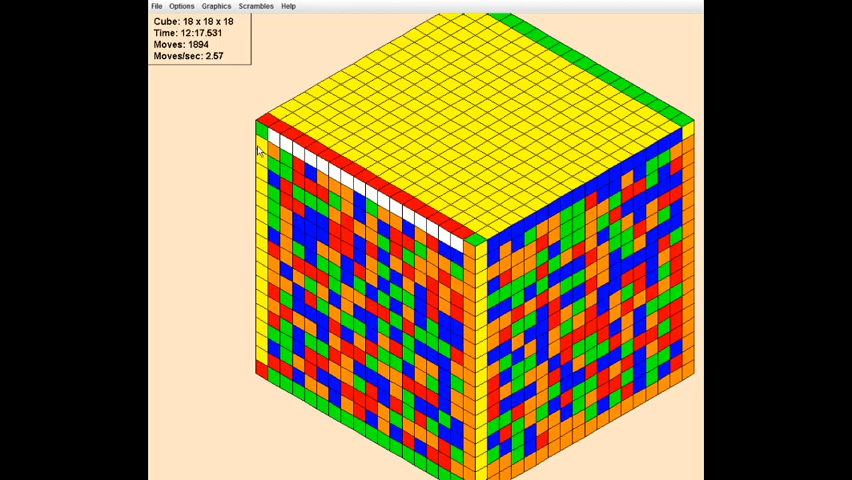 File Options Graphics Scrambles Help
Cube: 18 x 18 x 18
Time: 12:17.531
Moves: 1894
Moves/sec: 2.57